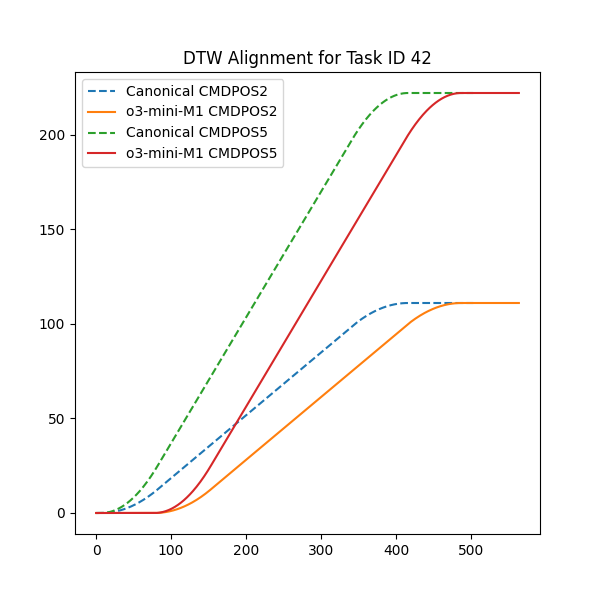 DTW Alignment for Task ID 42
Canonical CMDPOS2
o3-mini-M1 CMDPOS2
Canonical CMDPOS5
o3-mini-M1 CMDPOS5
200
150
100
50
0
0 100 200 300 400 500